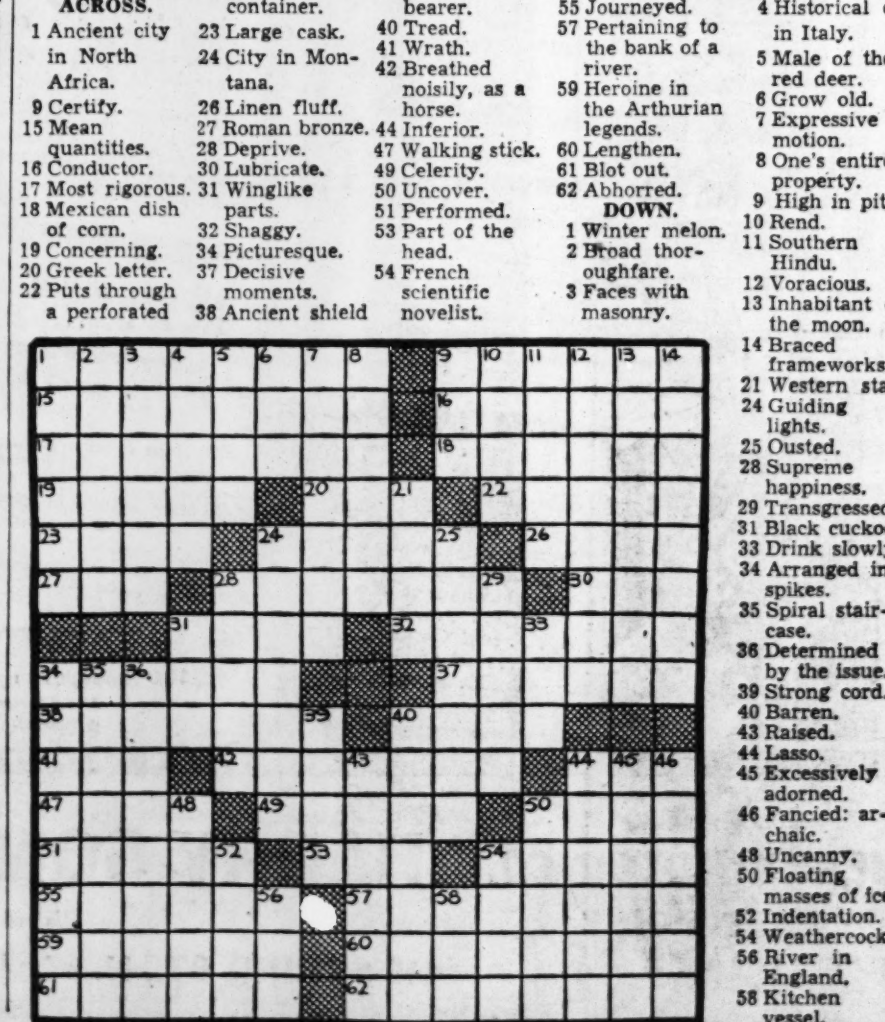 ACROSS.
1 Ancient city
in North
Africa.
9 Certify.
15 Mean
quantities.
16 Conductor.
17 Most rigorous.
18 Mexican dish
of corn.
19 Concerning.
20 Greek letter.
22 Puts through
a perforated
container.
23 Large cask.
24 City in Mon-
tana.
26 Linen fluff.
27 Roman bronze.
28 Deprive.
30 Lubricate.
31 Winglike
parts.
32 Shaggy.
34 Picturesque.
37 Decisive
moments.
38 Ancient shield
bearer.
40 Tread.
41 Wrath.
42 Breathed
noisily, as a
horse.
44 Inferior.
47 Walking stick.
49 Celerity.
50 Uncover.
51 Performed.
53 Part of the
head.
54 French
scientific
novelist.
55 Journeyed.
57 Pertaining to
the bank of a
river.
59 Heroine in
the Arthurian
legends.
60 Lengthen.
61 Blot out.
62 Abhorred.
DOWN.
1 Winter melon.
2 Broad thor-
oughfare.
3 Faces with
masonry.
4 Historical
in Italy.
5 Male of the
red deer.
6 Grow old.
7 Expressive
motion.
8 One's entire
property.
9 High in pit
10 Rend.
11 Southern
Hindu.
12 Voracious.
13 Inhabitant
the moon.
14 Braced
frameworks
21 Western sta
24 Guiding
lights.
25 Ousted.
28 Supreme
happiness.
29 Transgressed
31 Black cuckoo
33 Drink slowly
34 Arranged in
spikes.
35 Spiral stair-
case.
36 Determined
by the issue.
39 Strong cord.
40 Barren.
43 Raised.
44 Lasso.
45 Excessively
adorned.
46 Fancied: ar-
chaic.
48 Uncanny.
50 Floating
masses of ice
52 Indentation.
54 Weathercock
56 River in
England.
58 Kitchen
vessel.
1 2 3 4 5 6 7 8 9 10 11 12 13 14
15 16
17 18
19 20 21 22
23 24 25 26
27 28 29 30
31 32 33
34 35 36 37
38 39 40
41 42 43 44 45 46
47 48 49 50
51 52 53 54
55 56 57 58
59 60
61 62